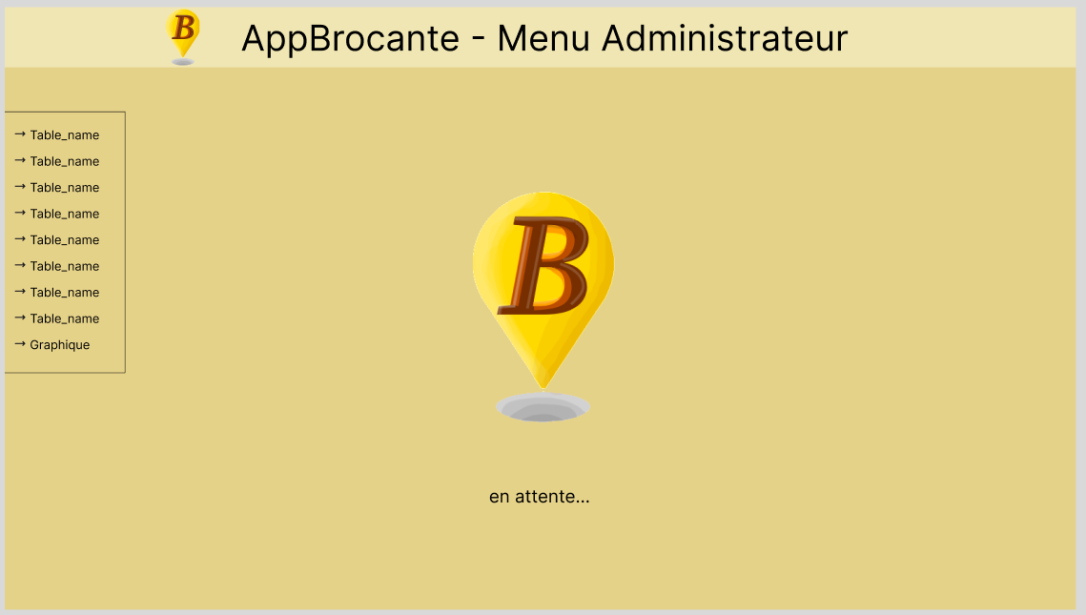 B
AppBrocante - Menu Administrateur
→ Table_name
→ Table_name
→ Table_name
→ Table_name
→ Table_name
→ Table_name
→ Table_name
→ Table_name
→ Graphique
B
en attente...